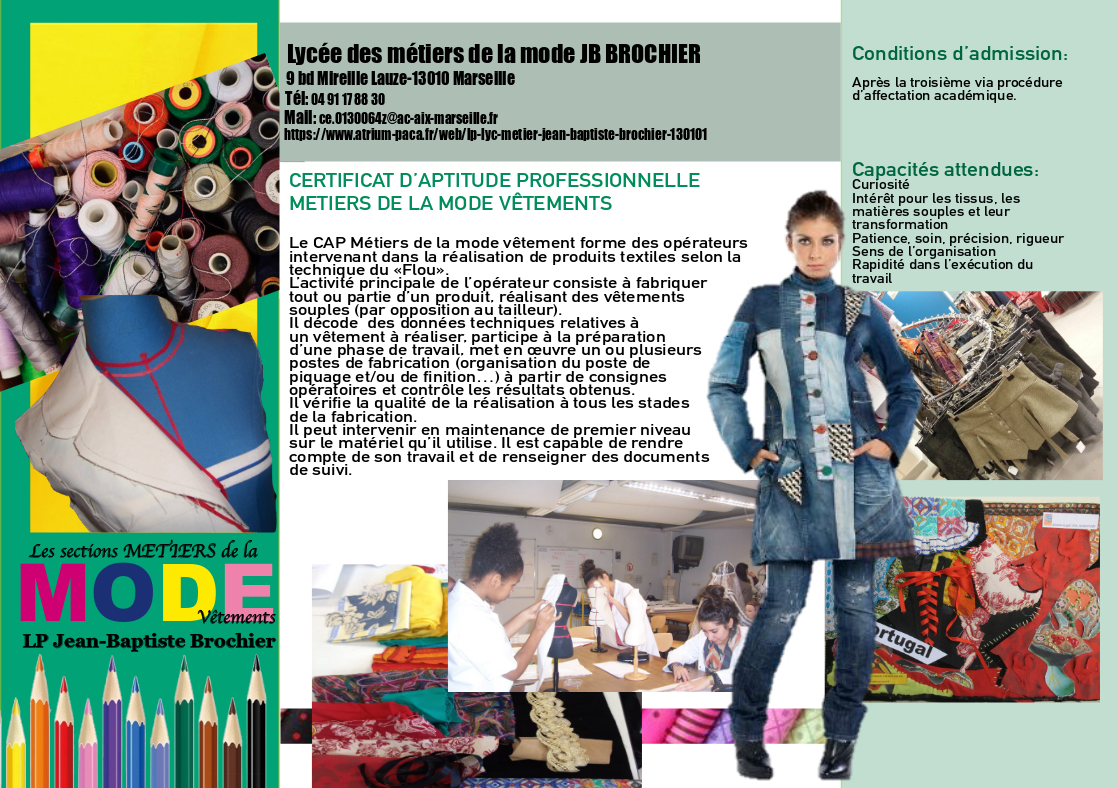 Lycée des métiers de la mode JB BROCHIER
9 bd Mireille Lauze-13010 Marseille
Tél: 04 91 17 88 30
Mail: ce.0130064z@ac-aix-marseille.fr
https://www.atrium-paca.fr/web/lp-lyc-metier-jean-baptiste-brochier-130101
CERTIFICAT D'APTITUDE PROFESSIONNELLE
METIERS DE LA MODE VÊTEMENTS
Le CAP Métiers de la mode vêtement forme des opérateurs
intervenant dans la réalisation de produits textiles selon la
technique du «Flou».
L'activité principale de l'opérateur consiste à fabriquer
tout ou partie d'un produit, réalisant des vêtements
souples (par opposition au tailleur).
Il décode des données techniques relatives à
un vêtement à réaliser, participe à la préparation
d'une phase de travail, met en œuvre un ou plusieurs
postes de fabrication (organisation du poste de
piquage et/ou de finition...) à partir de consignes
opératoires et contrôle les résultats obtenus.
Il vérifie la qualité de la réalisation à tous les stades
de la fabrication.
Il peut intervenir en maintenance de premier niveau
sur le matériel qu'il utilise. Il est capable de rendre
compte de son travail et de renseigner des documents
de suivi.
Conditions d'admission:
Après la troisième via procédure
d'affectation académique.
Capacités attendues:
Curiosité
Intérêt pour les tissus, les
matières souples et leur
transformation
Patience, soin, précision, rigueur
Sens de l'organisation
Rapidité dans l'exécution du
travail
Portugal
Les sections METIERS de la
MODE
Vêtements
LP Jean-Baptiste Brochier